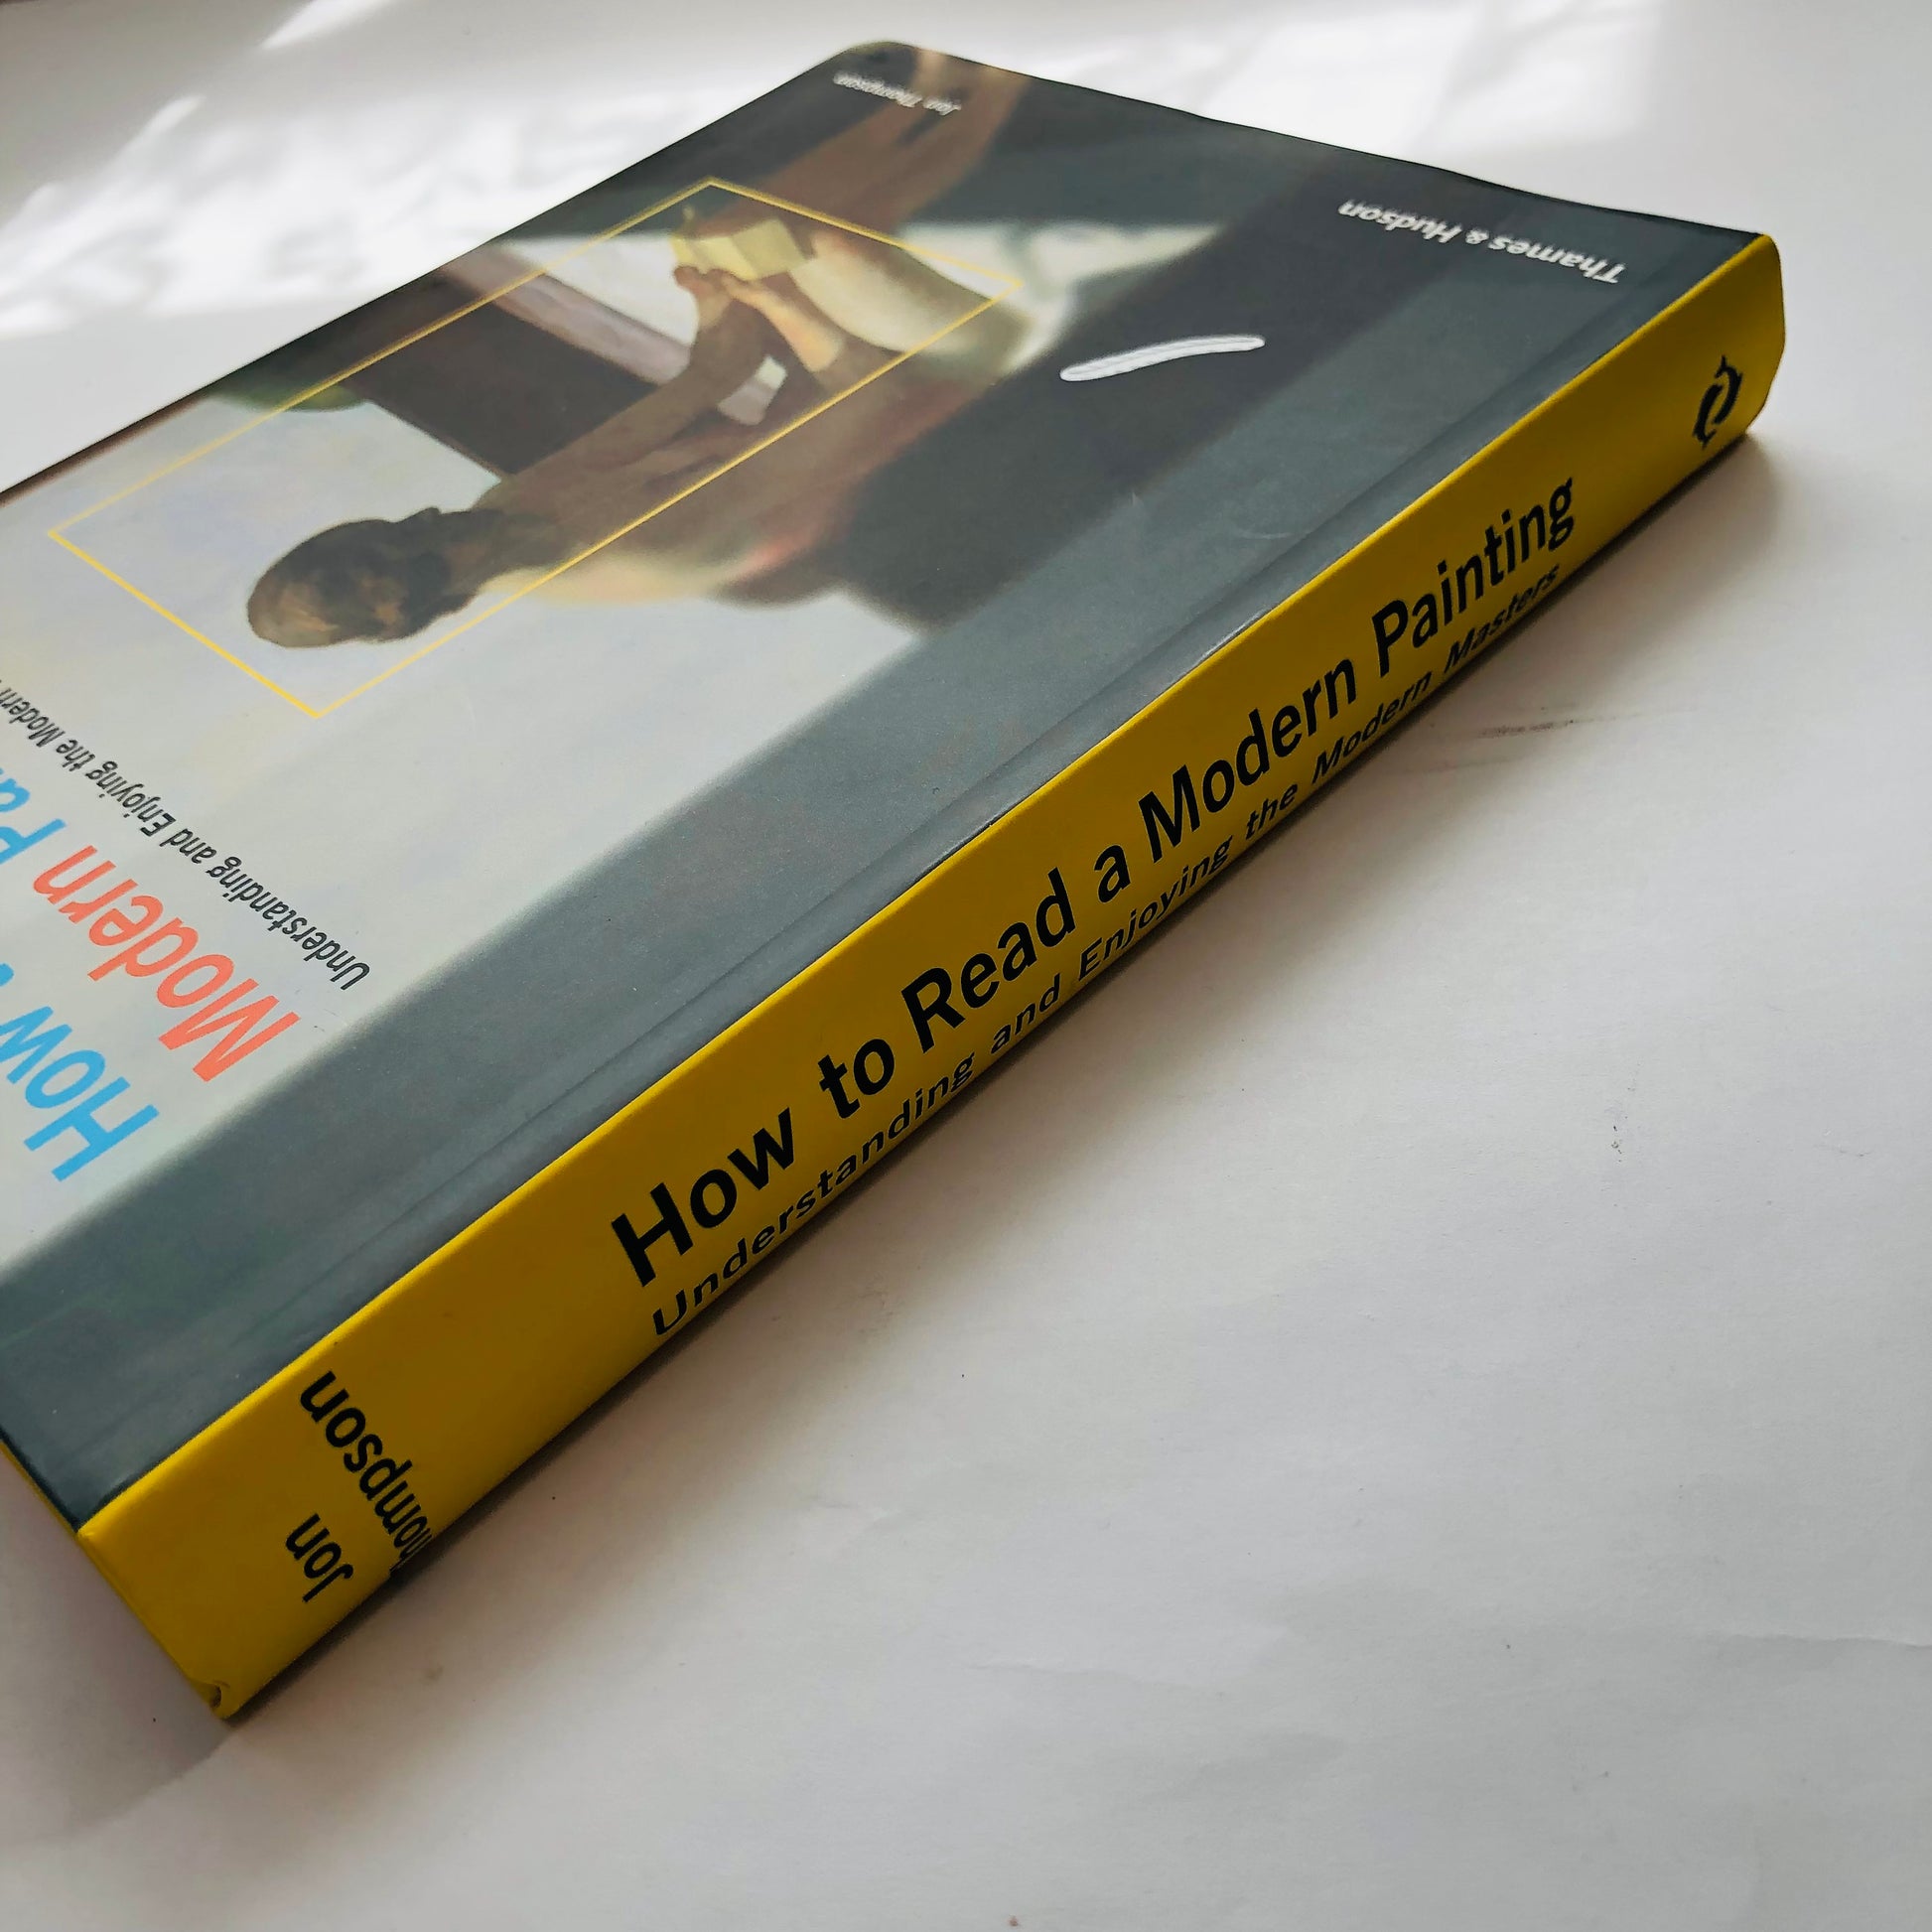 How to Read a Modern Painting
Understanding and Enjoying the Modern Masters
Jon
Thompson
How
Modern
Understanding and Enjoying the Modern
Jon Thompson
Thames & Hudson